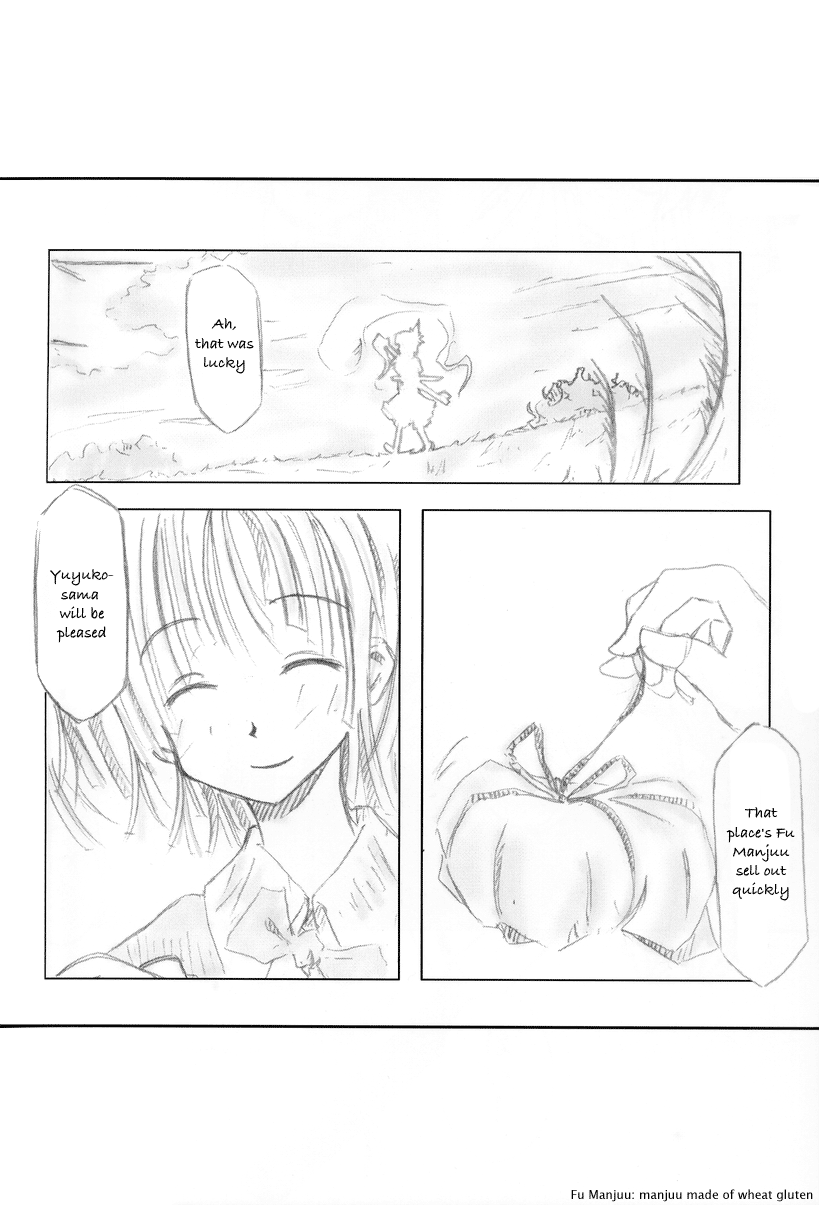 Ah,
that was
lucky
That
place's Fu
Manjuu
sell out
quickly
Yuyuko-
sama
will be
pleased
Fu Manjuu: manjuu made of wheat gluten